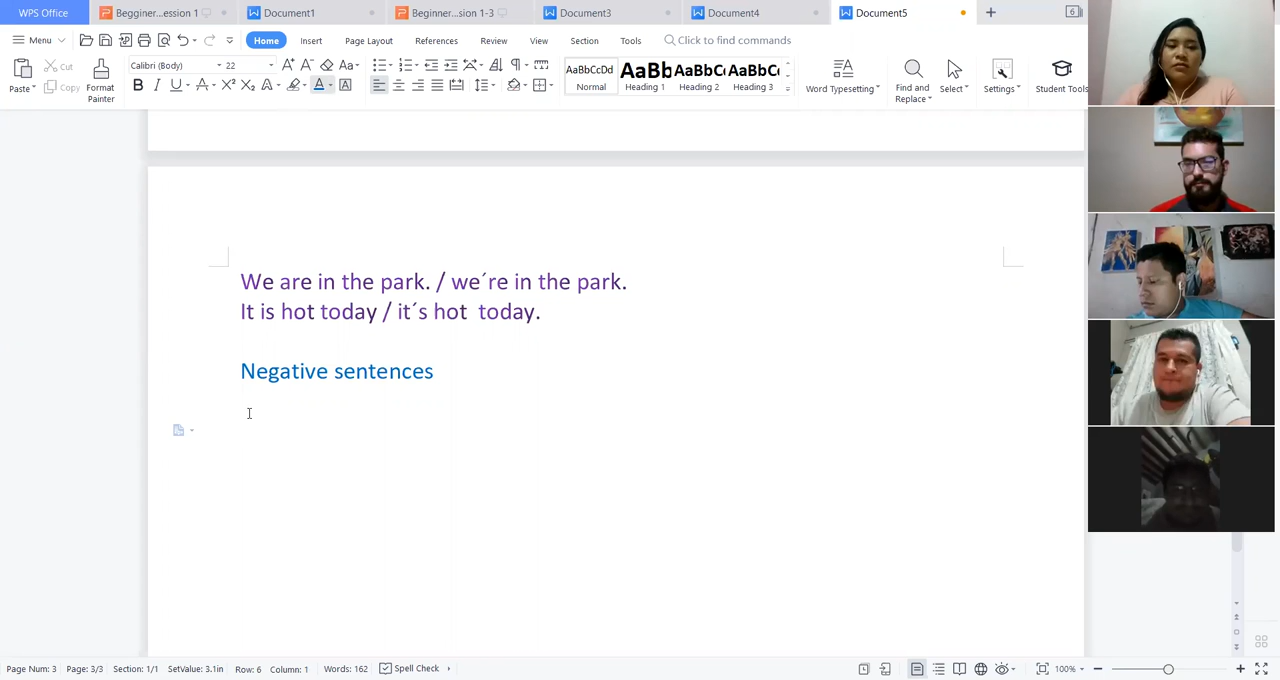 WPS Office
Begginer...ession 1
Document1
Beginner...sion 1-3
Document3
Document4
Document5
Menu
Home
Insert
Page Layout
References
Review
View
Section
Tools
Click to find commands
Paste
Cut
Copy
Format Painter
Calibri (Body)
22
AaBbCcDd
Normal
AaBb
Heading 1
AaBbCc
Heading 2
AaBbCc
Heading 3
Word Typesetting
Find and Replace
Select
Settings
Student Tools
We are in the park. / we´re in the park.
It is hot today / it´s hot  today.
Negative sentences
Page Num: 3
Page: 3/3
Section: 1/1
SetValue: 3.1in
Row: 6
Column: 1
Words: 162
Spell Check
100%